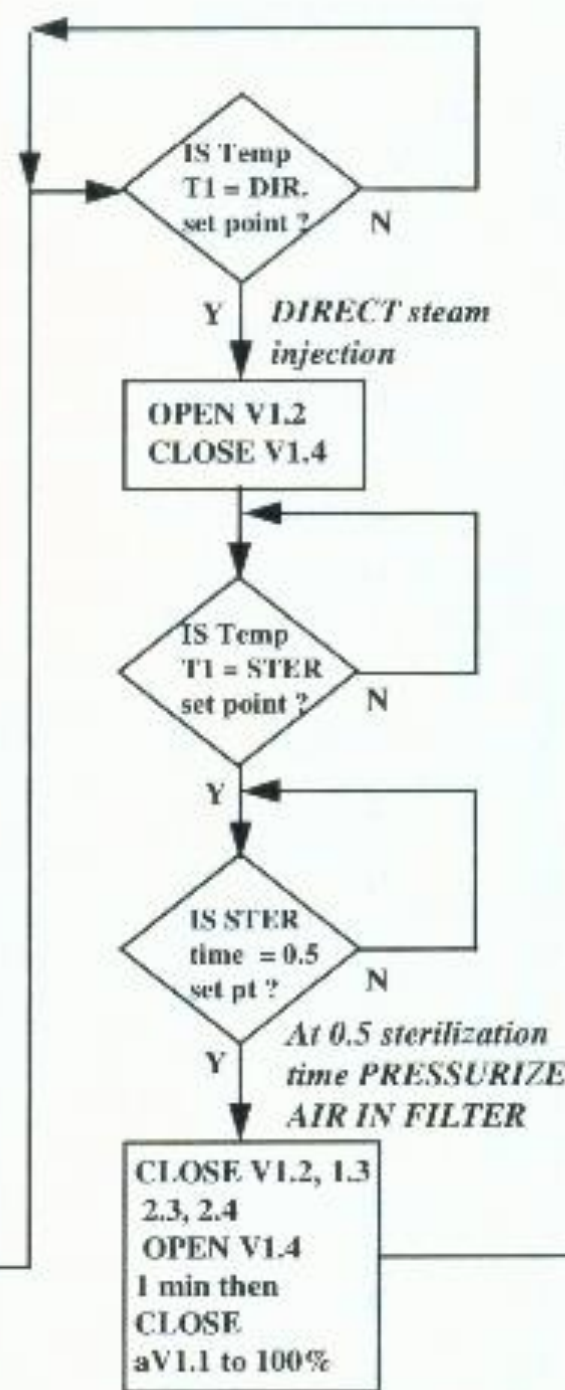 IS Temp
T1 = DIR.
set point ?
N
Y
DIRECT steam
injection
OPEN V1.2
CLOSE V1.4
IS Temp
T1 = STER
set point ?
N
Y
IS STER
time = 0.5
set pt ?
N
Y
At 0.5 sterilization
time PRESSURIZE
AIR IN FILTER
CLOSE V1.2, 1.3
2.3, 2.4
OPEN V1.4
1 min then
CLOSE
aV1.1 to 100%